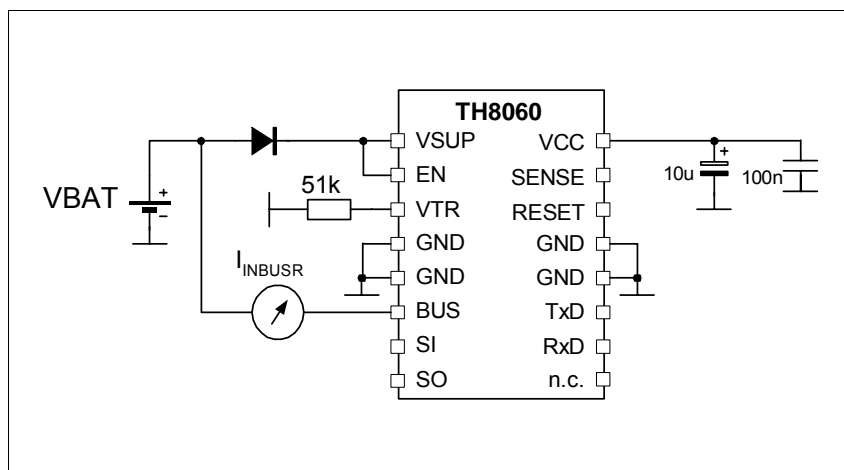 TH8060
VSUP VCC
EN SENSE 10u 100n
51k
VTR RESET
VBAT
GND GND
I_INBUSR
GND GND
BUS TxD
SI RxD
SO n.c.